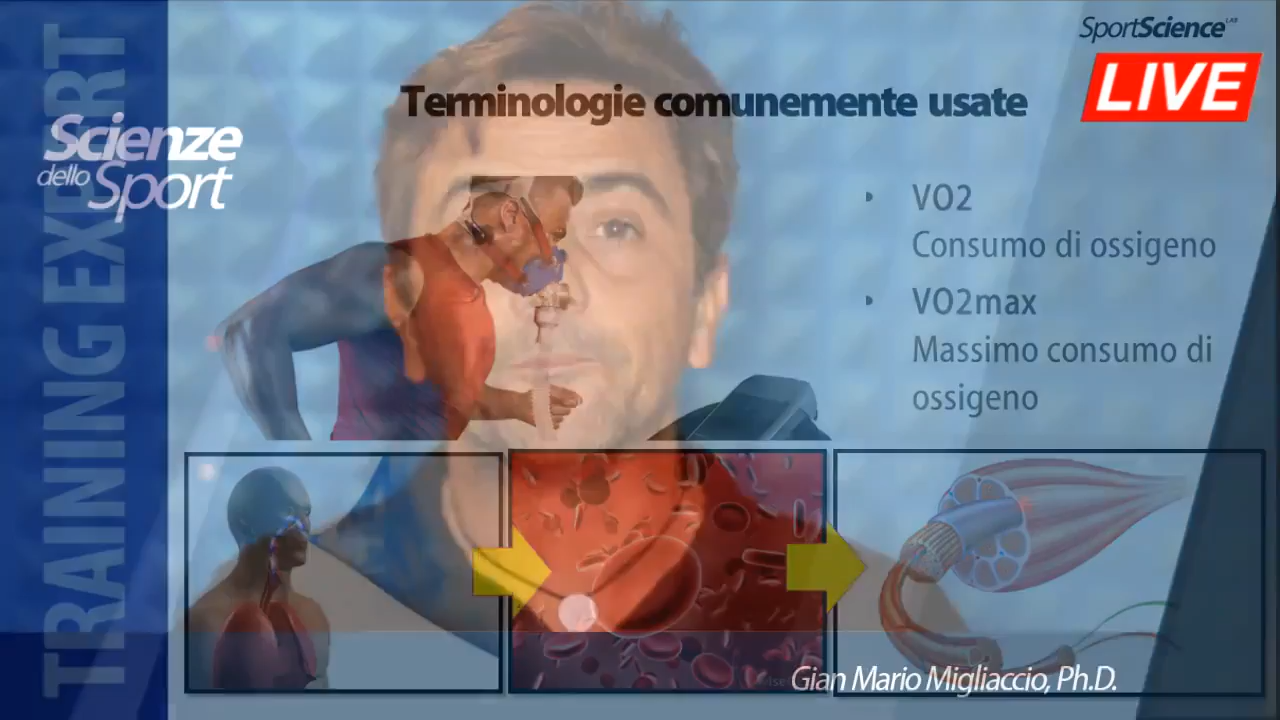 TRAINING EXPERT
Scienze
dello
Sport
SportScience LAB
LIVE
Terminologie comunemente usate
• VO2
Consumo di ossigeno
• VO2max
Massimo consumo di
ossigeno
Gian Mario Migliaccio, Ph.D.